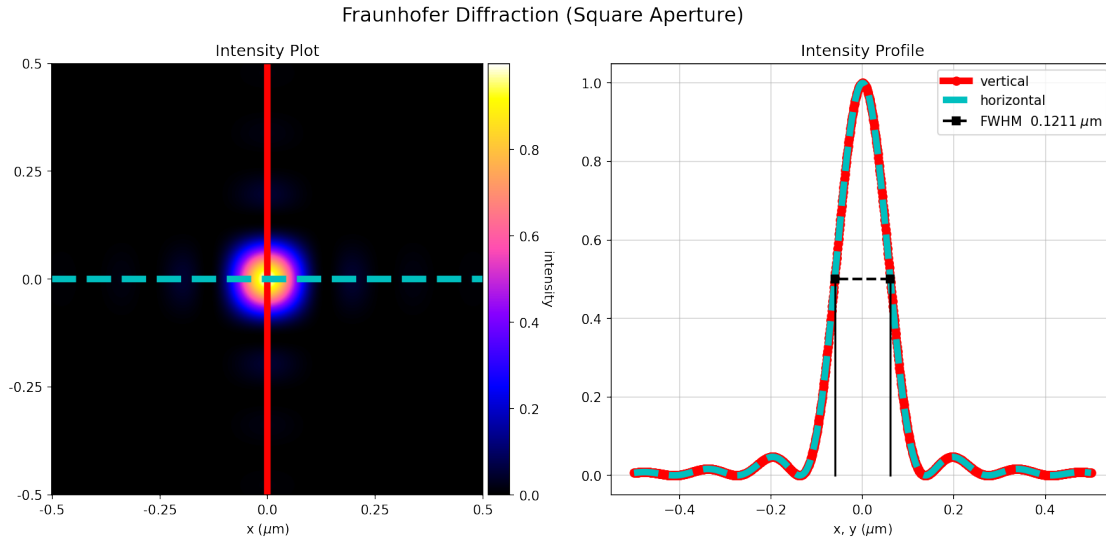 Fraunhofer Diffraction (Square Aperture)
Intensity Plot
0.5
0.25
0.0
-0.25
-0.5
-0.5
-0.25
0.0
0.25
0.5
x (μm)
0.8
0.6
0.4
0.2
0.0
intensity
Intensity Profile
1.0
0.8
0.6
0.4
0.2
0.0
−0.4
−0.2
0.0
0.2
0.4
x, y (μm)
vertical
horizontal
FWHM 0.1211 μm